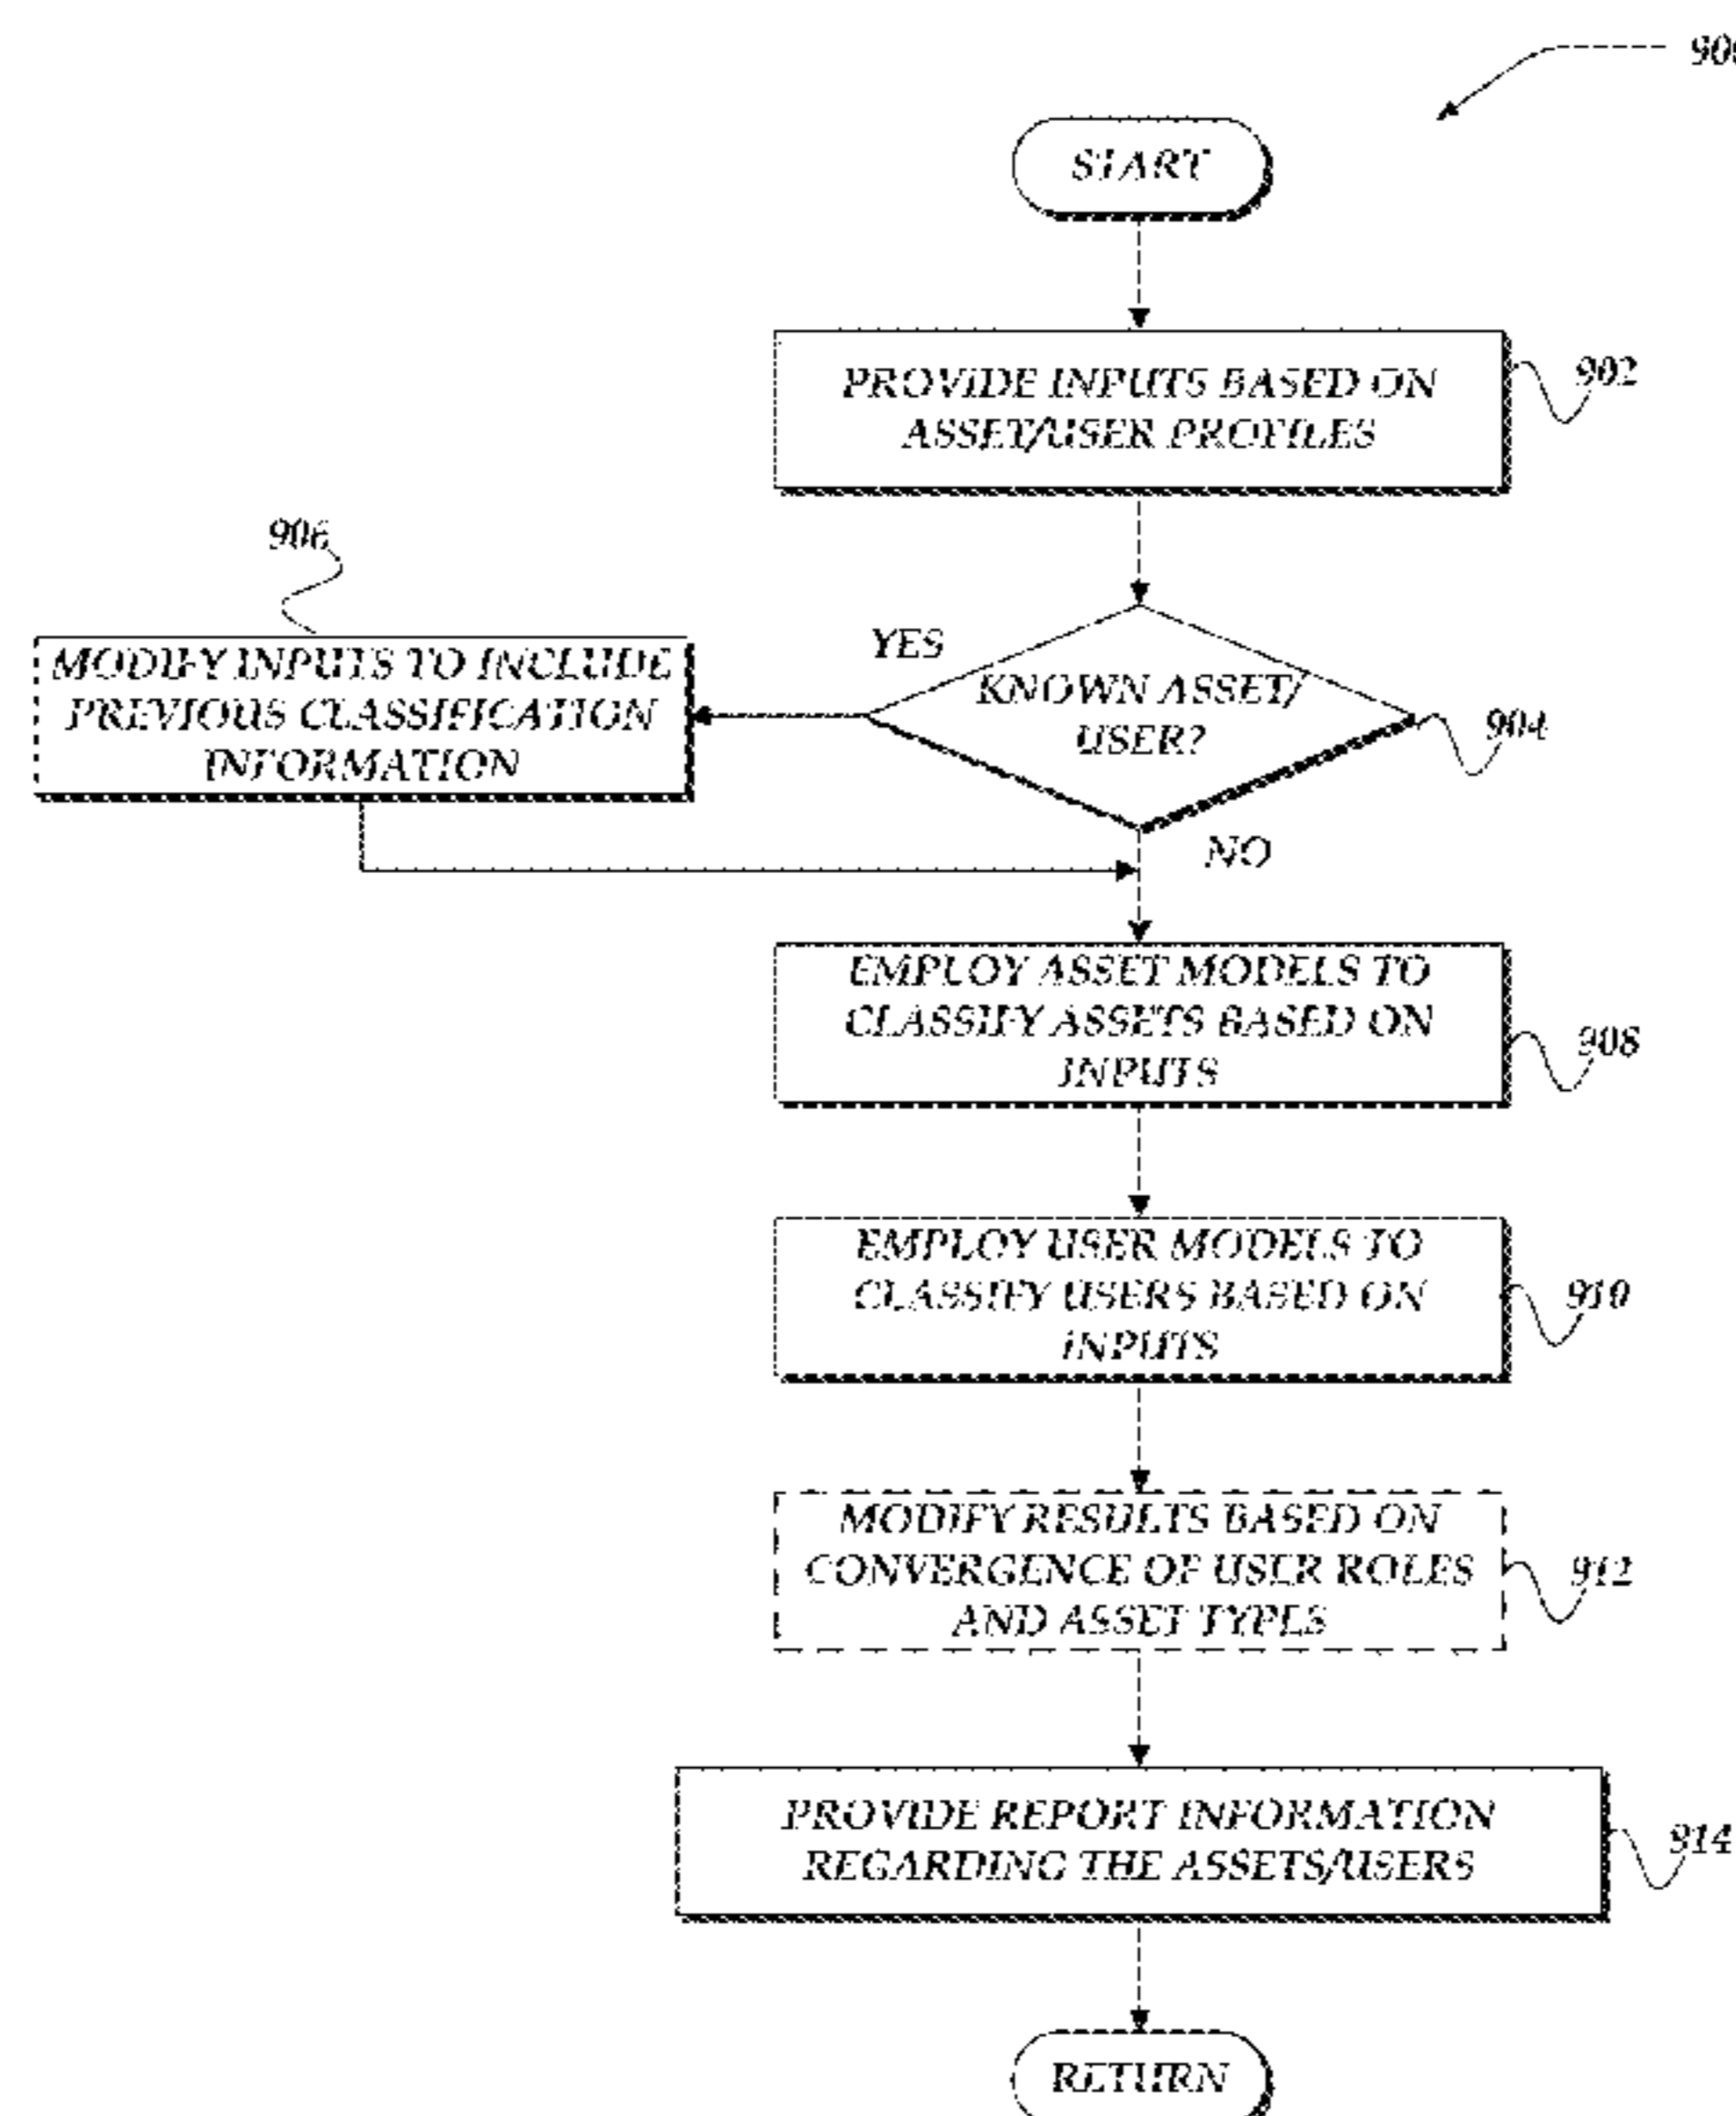 900
START
PROVIDE INPUTS BASED ON
ASSET/USER PROFILES
902
906
MODIFY INPUTS TO INCLUDE
PREVIOUS CLASSIFICATION
INFORMATION
YES
KNOWN ASSET/
USER?
904
NO
EMPLOY ASSET MODELS TO
CLASSIFY ASSETS BASED ON
INPUTS
908
EMPLOY USER MODELS TO
CLASSIFY USERS BASED ON
INPUTS
910
MODIFY RESULTS BASED ON
CONVERGENCE OF USER ROLES
AND ASSET TYPES
912
PROVIDE REPORT INFORMATION
REGARDING THE ASSETS/USERS
914
RETURN